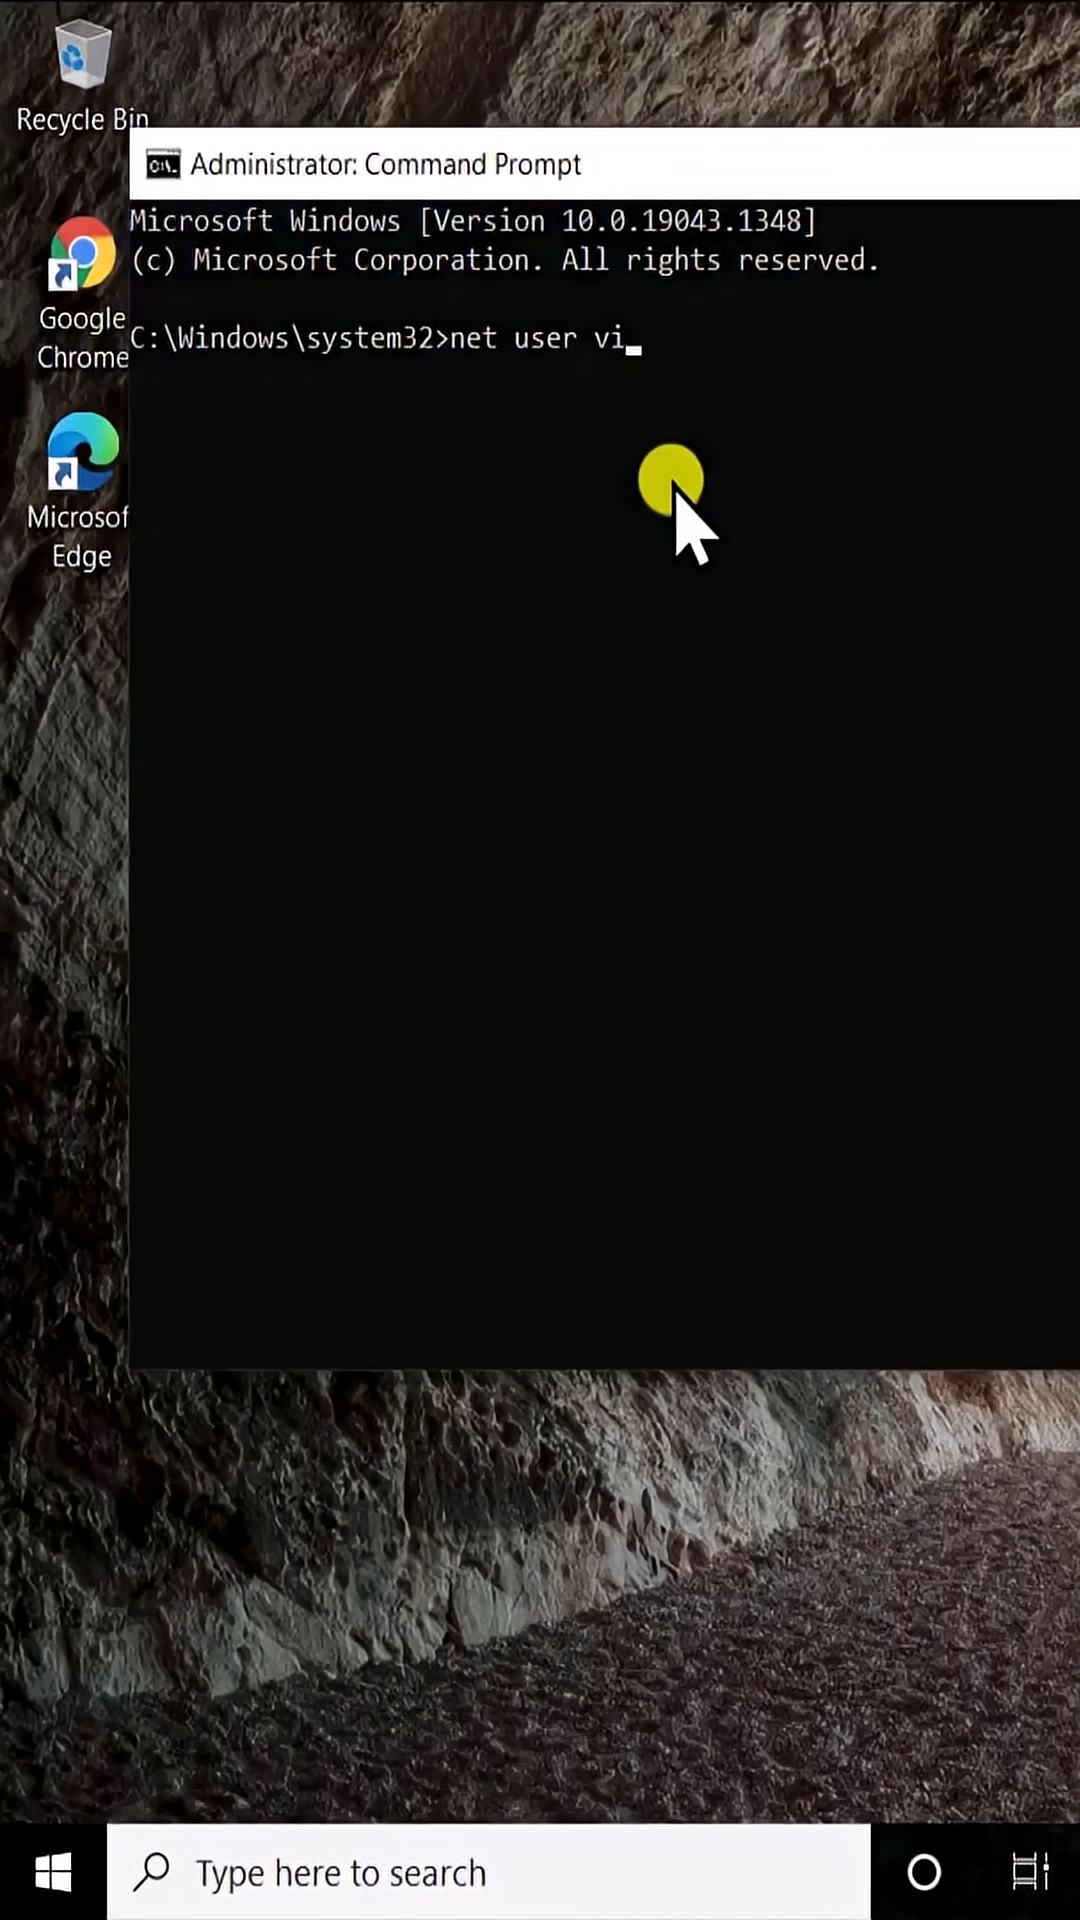 Recycle Bin
Administrator: Command Prompt
Microsoft Windows [Version 10.0.19043.1348]
(c) Microsoft Corporation. All rights reserved.
Google
Chrome
C:\Windows\system32>net user vi
Microsof
Edge
Type here to search